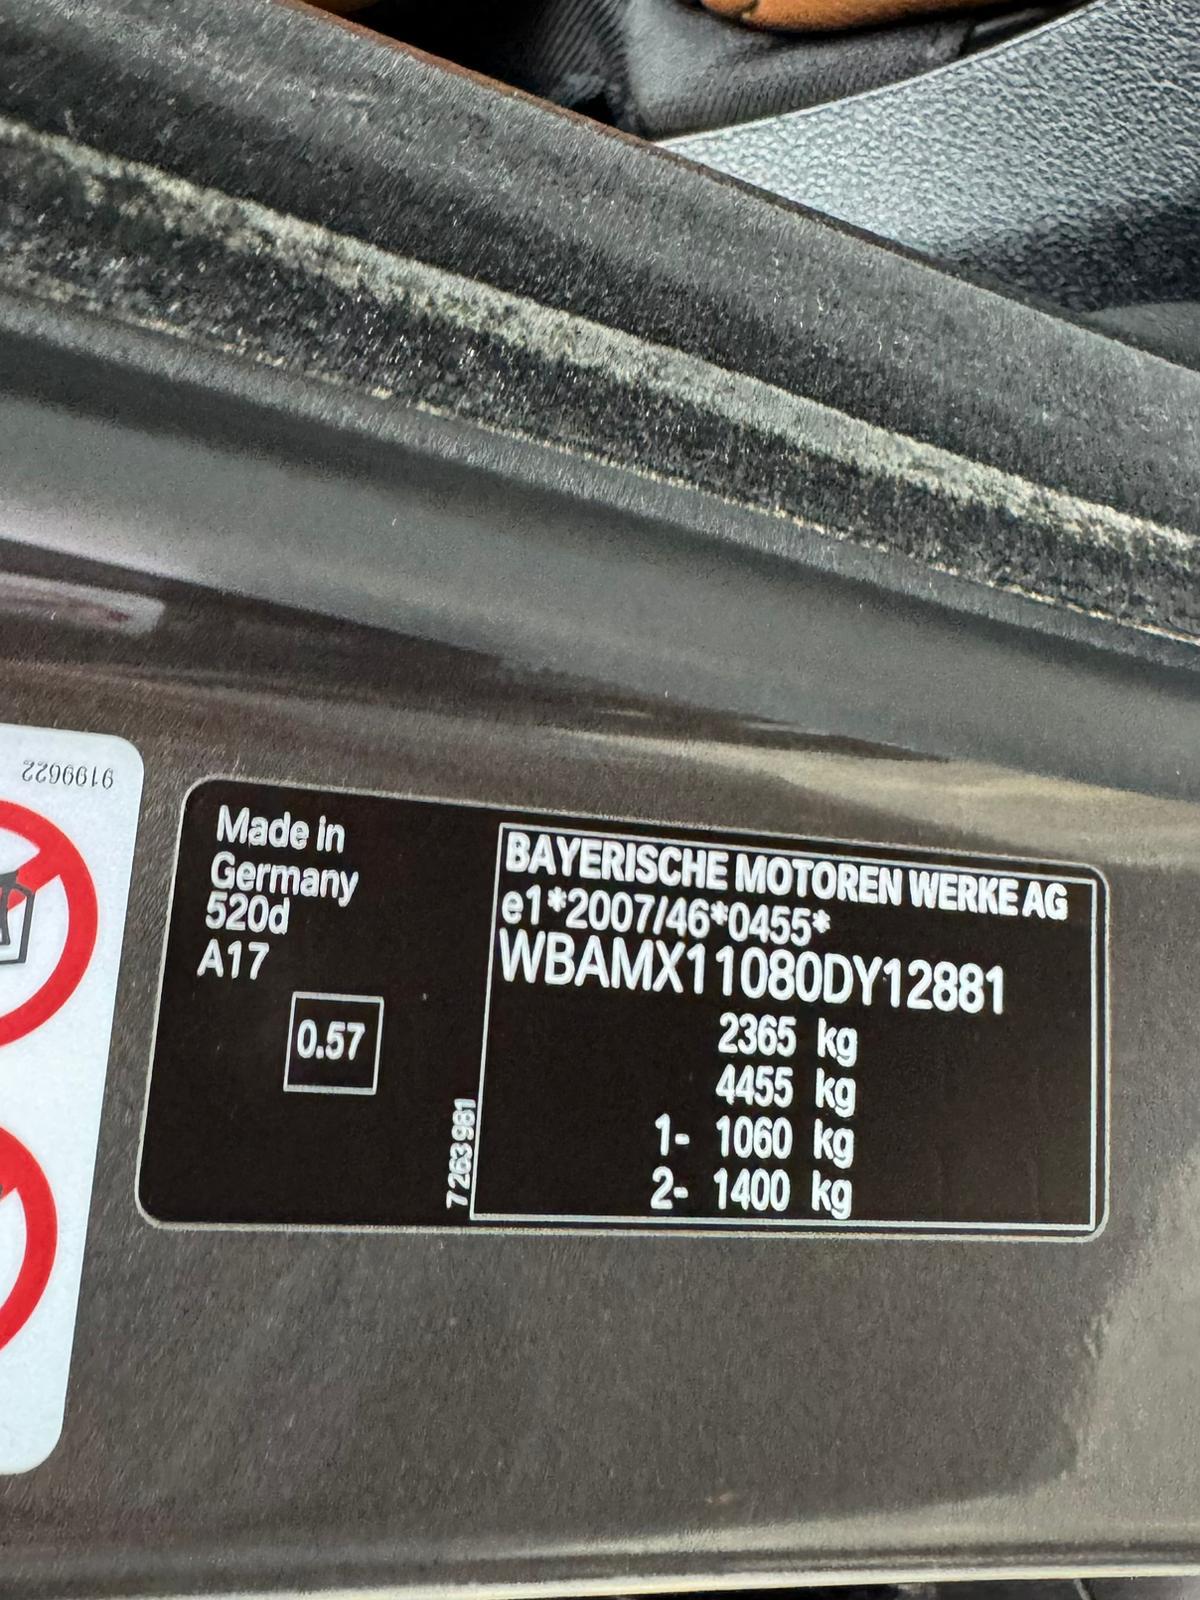 9199622
Made in
Germany
520d
A17
0.57
7263981
BAYERISCHE MOTOREN WERKE AG
e1*2007/46*0455*
WBAMX11080DY12881
2365 kg
4455 kg
1- 1060 kg
2- 1400 kg